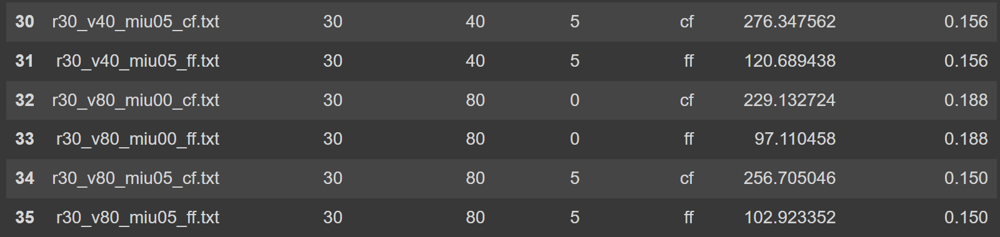 30 r30_v40_miu05_cf.txt 30 40 5 cf 276.347562 0.156
31 r30_v40_miu05_ff.txt 30 40 5 ff 120.689438 0.156
32 r30_v80_miu00_cf.txt 30 80 0 cf 229.132724 0.188
33 r30_v80_miu00_ff.txt 30 80 0 ff 97.110458 0.188
34 r30_v80_miu05_cf.txt 30 80 5 cf 256.705046 0.150
35 r30_v80_miu05_ff.txt 30 80 5 ff 102.923352 0.150